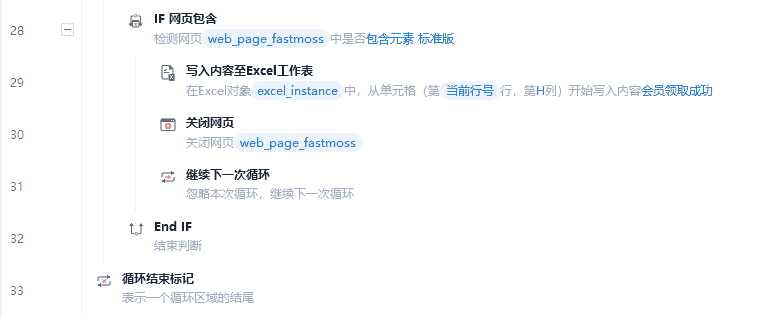 28
IF 网页包含
检测网页 web_page_fastmoss 中是否包含元素 标准版
29
写入内容至Excel工作表
在Excel对象 excel_instance 中，从单元格（第 当前行号 行，第H列）开始写入内容会员领取成功
30
关闭网页
关闭网页 web_page_fastmoss
31
继续下一次循环
忽略本次循环，继续下一次循环
32
End IF
结束判断
33
循环结束标记
表示一个循环区域的结尾